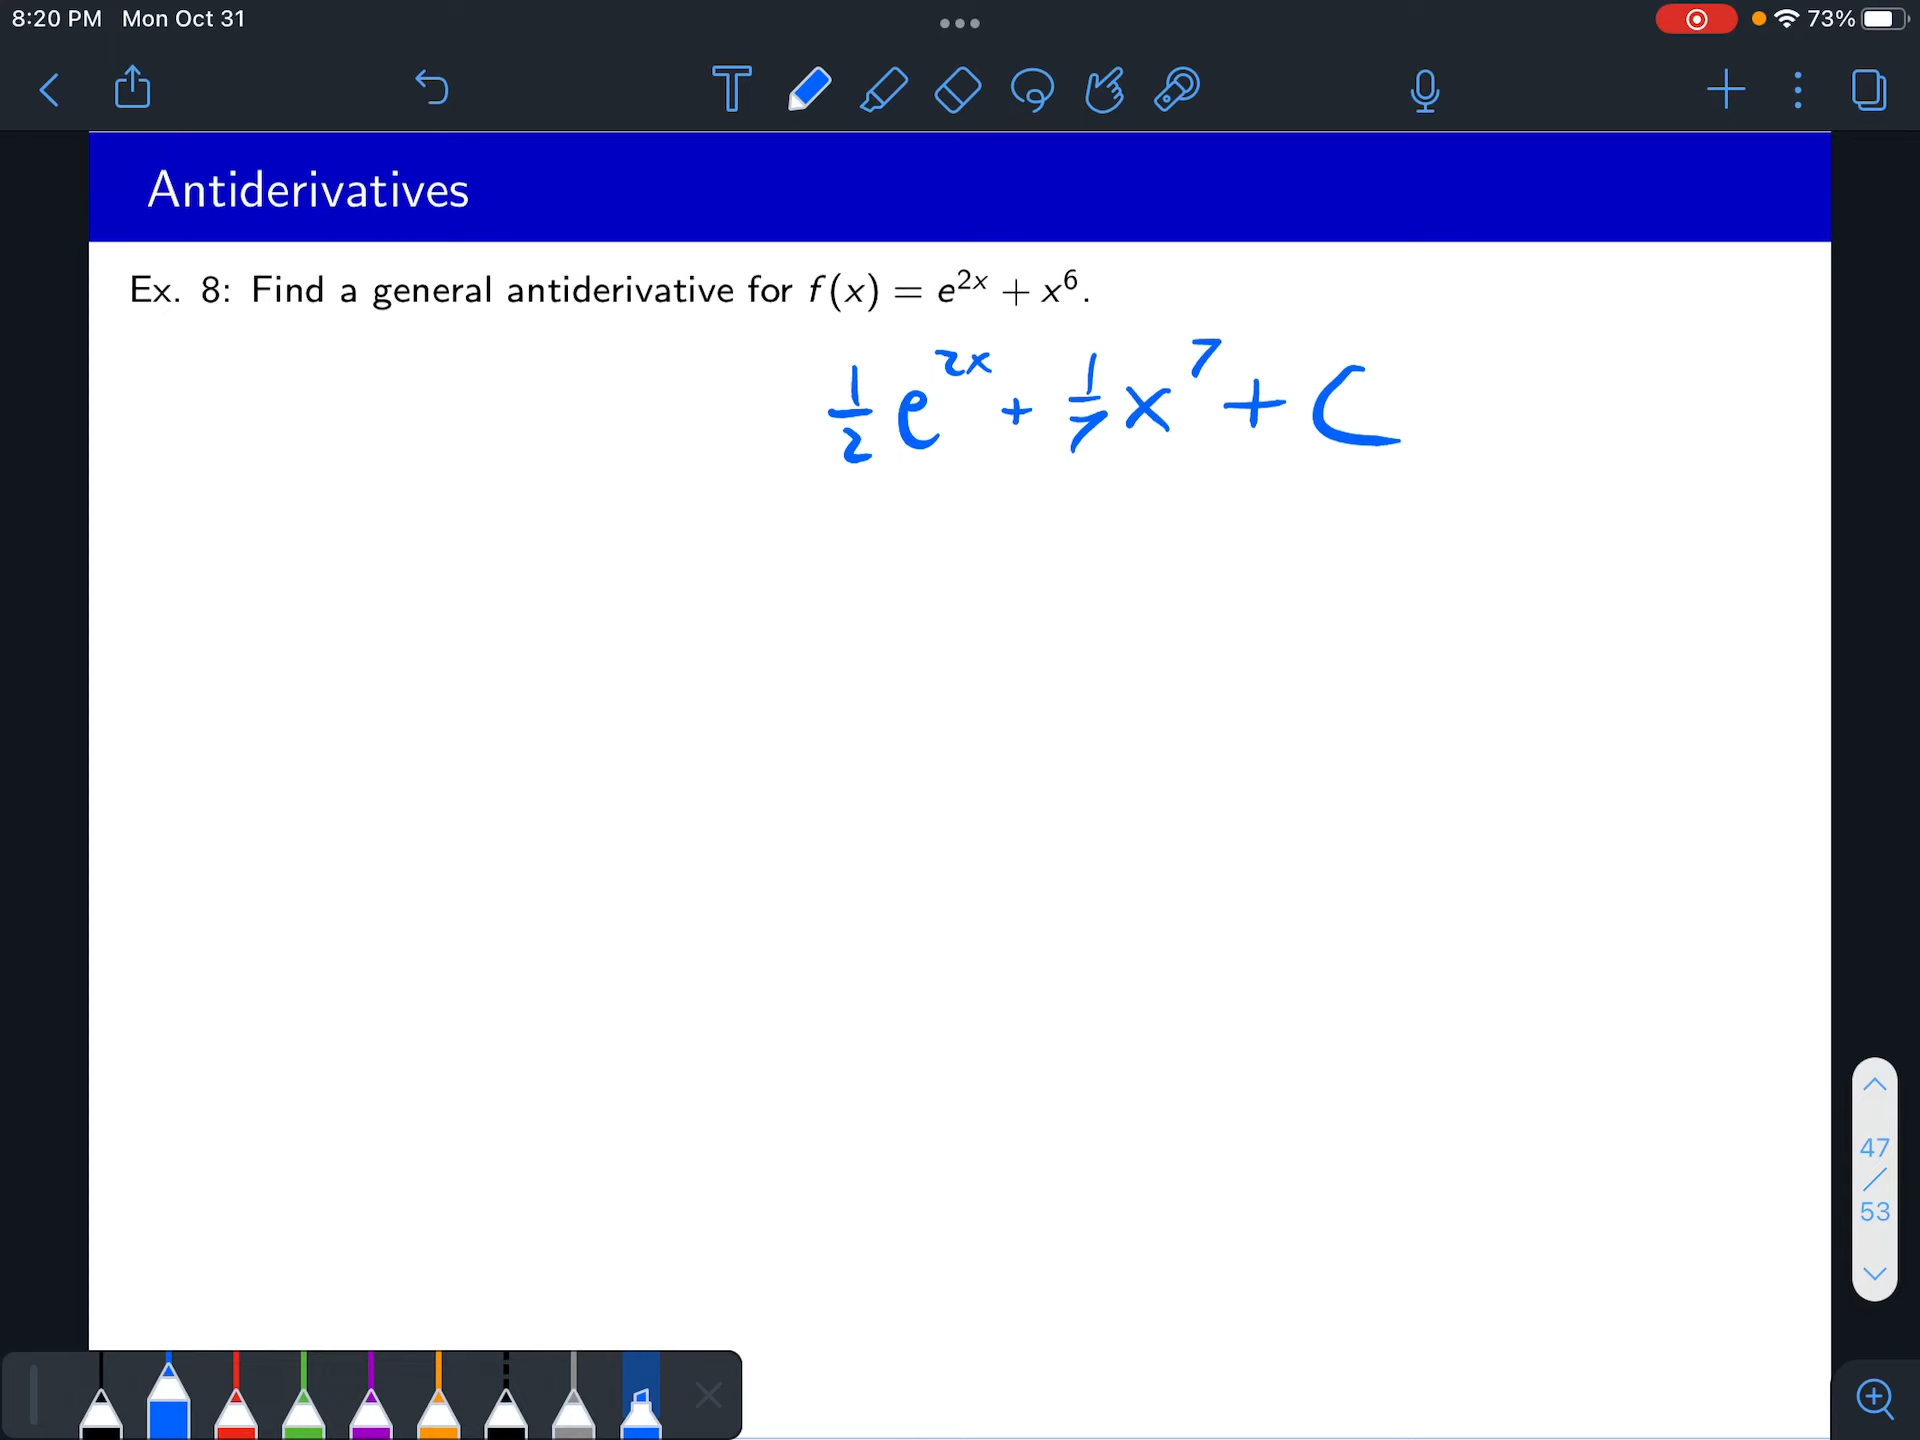 8:20 PM Mon Oct 31
73%
Antiderivatives
Ex. 8: Find a general antiderivative for f(x) = e^{2x} + x^6.
1/2 e^{2x} + 1/7 x^7 + C
47
/
53